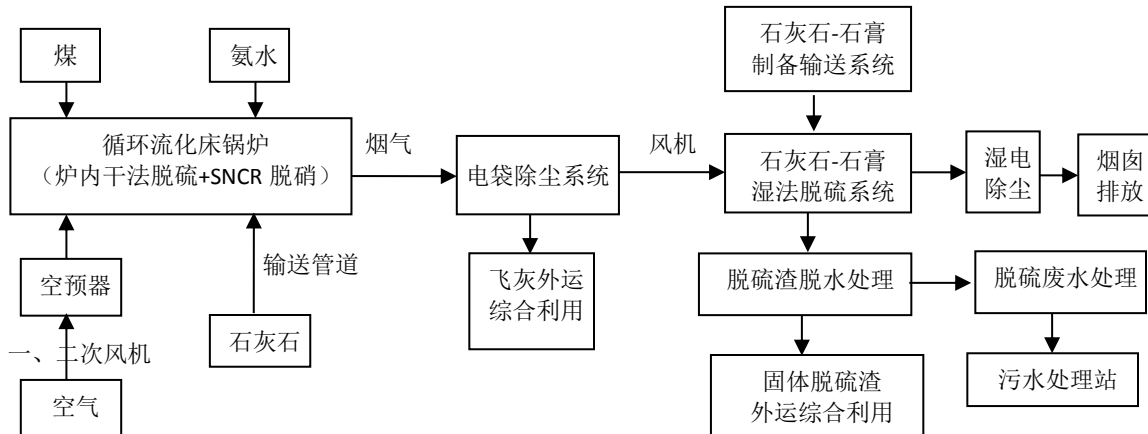 煤
氨水
石灰石-石膏
制备输送系统
循环流化床锅炉
（炉内干法脱硫+SNCR 脱硝）
烟气
电袋除尘系统
风机
石灰石-石膏
湿法脱硫系统
湿电
除尘
烟囱
排放
空预器
输送管道
飞灰外运
综合利用
脱硫渣脱水处理
脱硫废水处理
石灰石
一、二次风机
空气
固体脱硫渣
外运综合利用
污水处理站